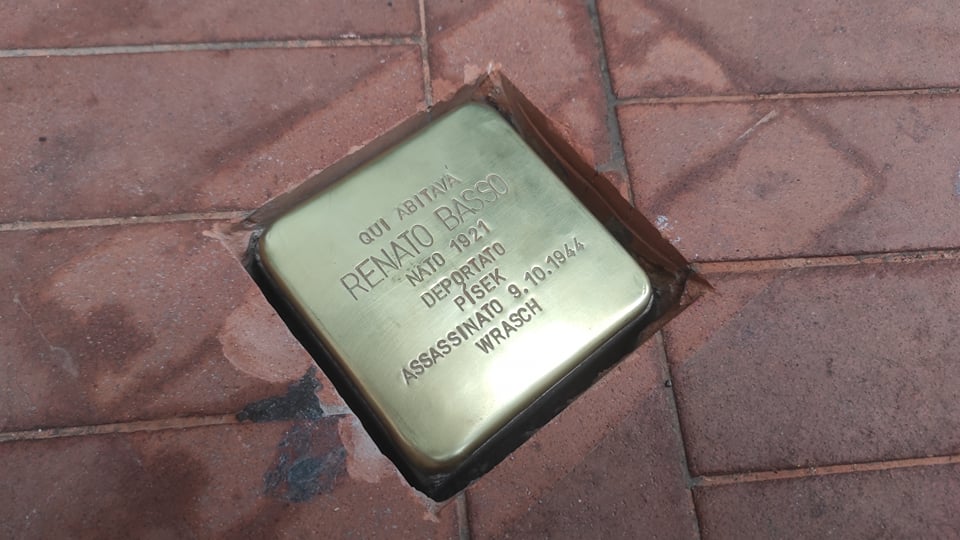 QUI ABITAVA
RENATO BASSO
NATO 1921
DEPORTATO
PÍSEK
ASSASSINATO 9.10.1944
WRASCH